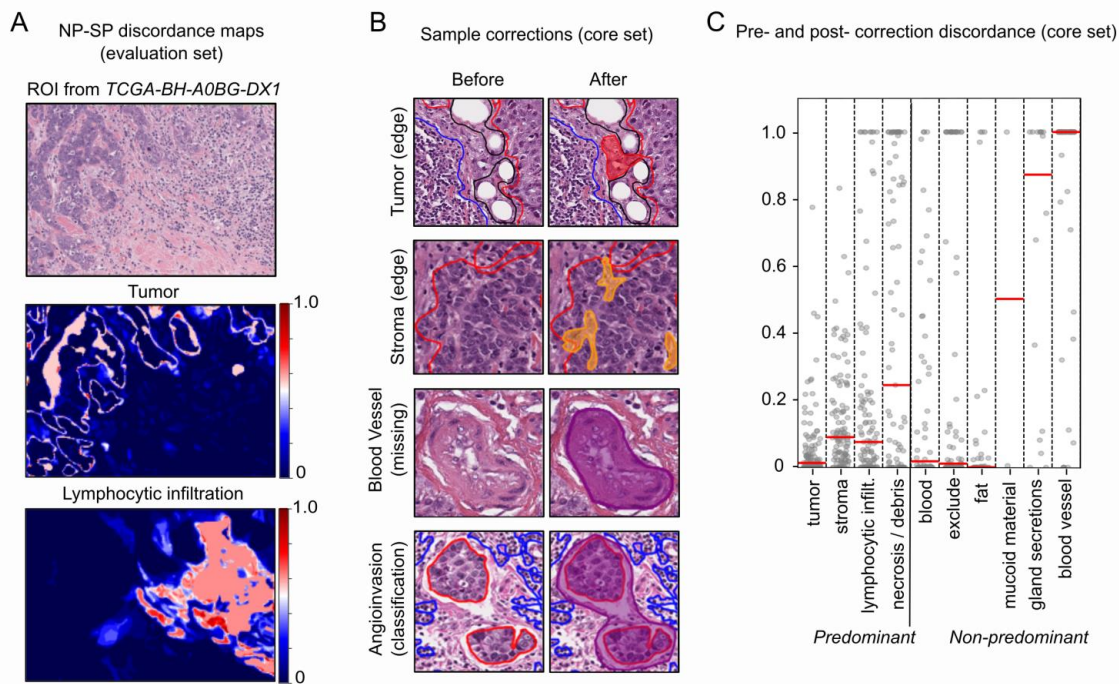 A
NP-SP discordance maps
(evaluation set)
ROI from TCGA-BH-A0BG-DX1
Tumor
1.0
0
Lymphocytic infiltration
1.0
0
B
Sample corrections (core set)
Before
After
Tumor (edge)
Stroma (edge)
Blood Vessel
(missing)
Angioinvasion
(classification)
C
Pre- and post- correction discordance (core set)
1.0
0.8
0.6
0.4
0.2
0
tumor
stroma
lymphocytic infilt.
necrosis / debris
blood
exclude
fat
mucoid material
gland secretions
blood vessel
Predominant
Non-predominant